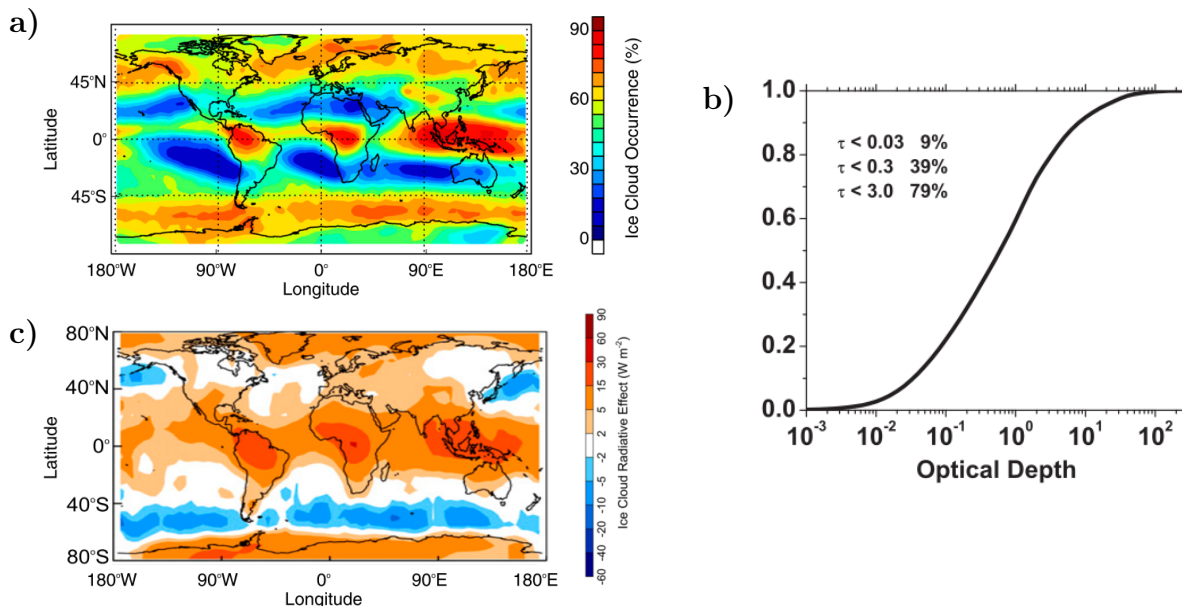 a)
90
60
30
0
Ice Cloud Occurrence (%)
45°N
0°
45°S
Latitude
180°W 90°W 0° 90°E 180°E
Longitude
b)
1.0
0.8
0.6
0.4
0.2
0.0
τ < 0.03 9%
τ < 0.3 39%
τ < 3.0 79%
10⁻³ 10⁻² 10⁻¹ 10⁰ 10¹ 10²
Optical Depth
c)
80°N
40°N
0°
40°S
80°S
Latitude
180°W 90°W 0° 90°E 180°E
Longitude
90
60
30
15
5
2
-2
-5
-10
-20
-40
-60
Ice Cloud Radiative Effect (W m⁻²)